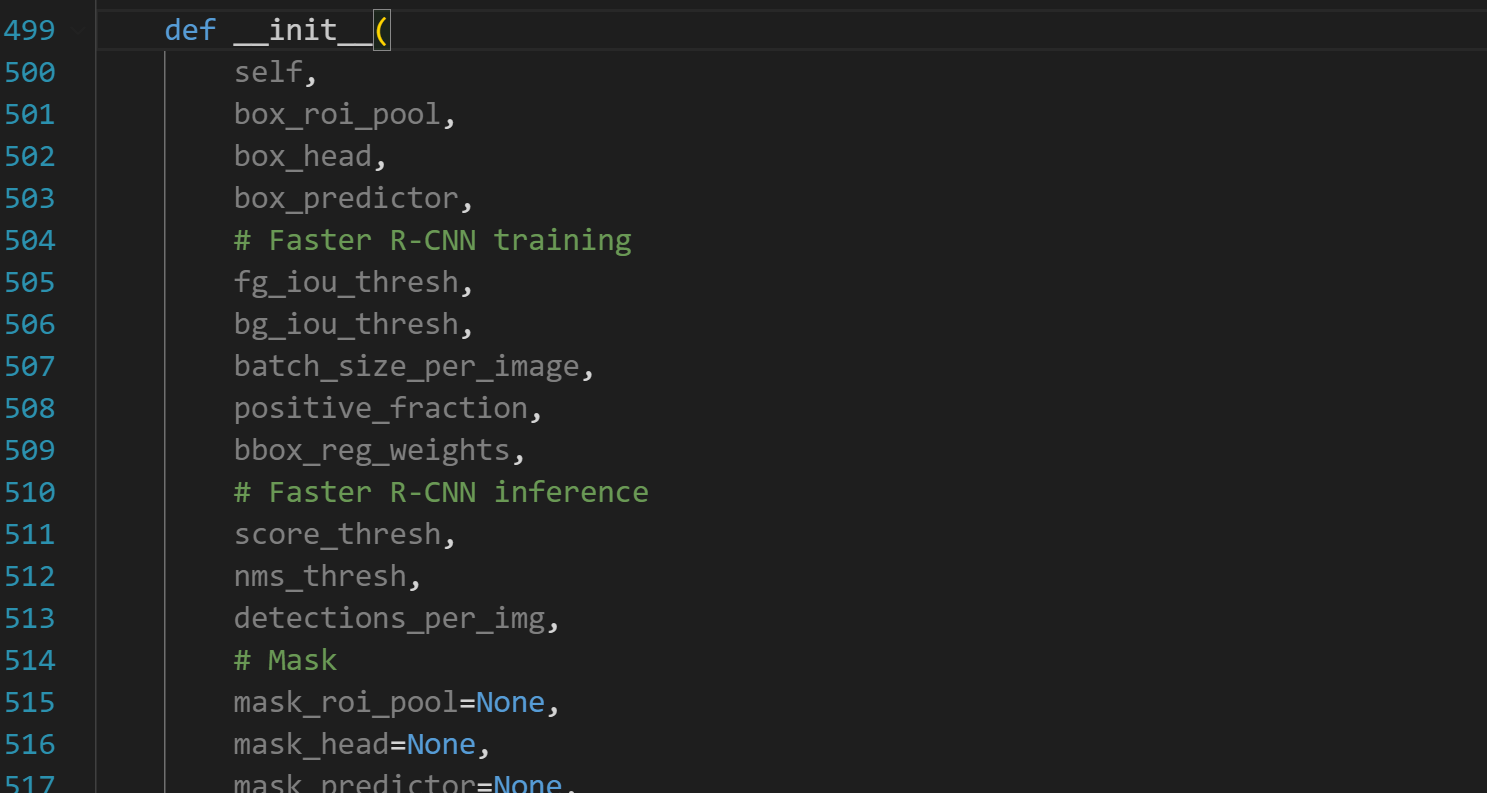 499 def __init__(
500 self,
501 box_roi_pool,
502 box_head,
503 box_predictor,
504 # Faster R-CNN training
505 fg_iou_thresh,
506 bg_iou_thresh,
507 batch_size_per_image,
508 positive_fraction,
509 bbox_reg_weights,
510 # Faster R-CNN inference
511 score_thresh,
512 nms_thresh,
513 detections_per_img,
514 # Mask
515 mask_roi_pool=None,
516 mask_head=None,
517 mask_predictor=None,